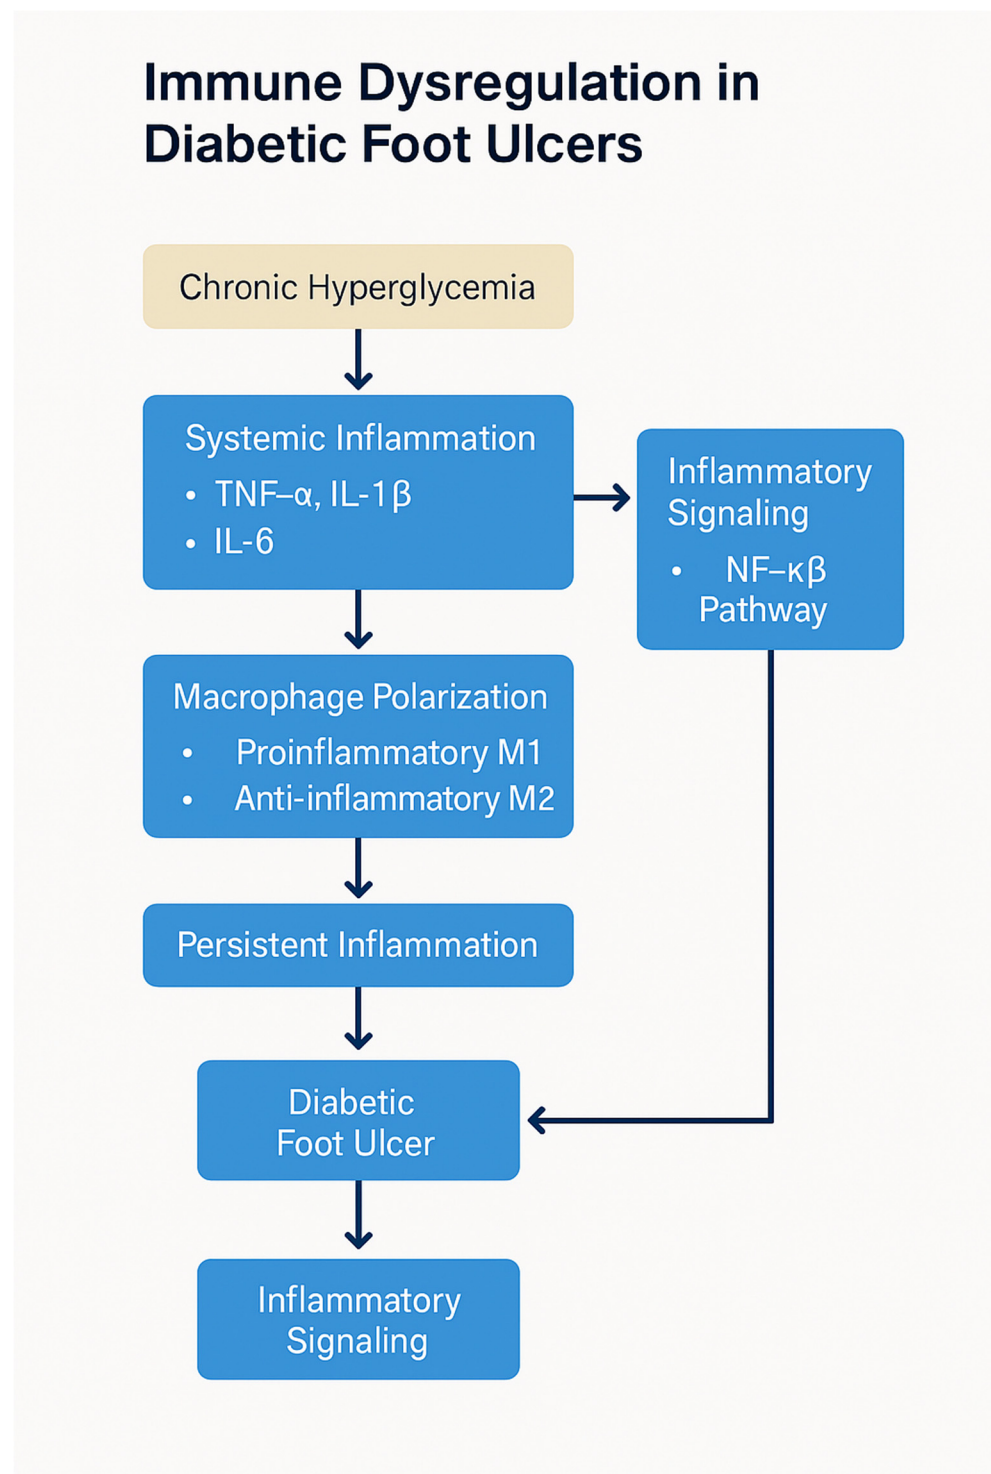 Immune Dysregulation in
Diabetic Foot Ulcers
Chronic Hyperglycemia
Systemic Inflammation
• TNF–α, IL-1β
• IL-6
Inflammatory
Signaling
• NF–κβ
Pathway
Macrophage Polarization
• Proinflammatory M1
• Anti-inflammatory M2
Persistent Inflammation
Diabetic
Foot Ulcer
Inflammatory
Signaling